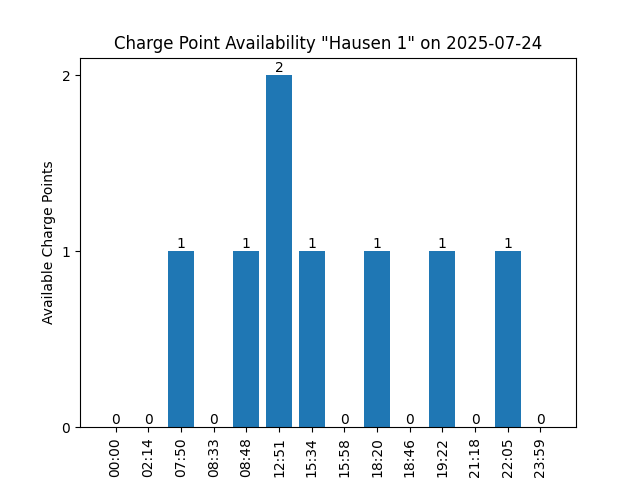 Charge Point Availability "Hausen 1" on 2025-07-24
Available Charge Points
2
1
0
0 0 1 0 1 2 1 0 1 0 1 0 1 0
00:00 02:14 07:50 08:33 08:48 12:51 15:34 15:58 18:20 18:46 19:22 21:18 22:05 23:59